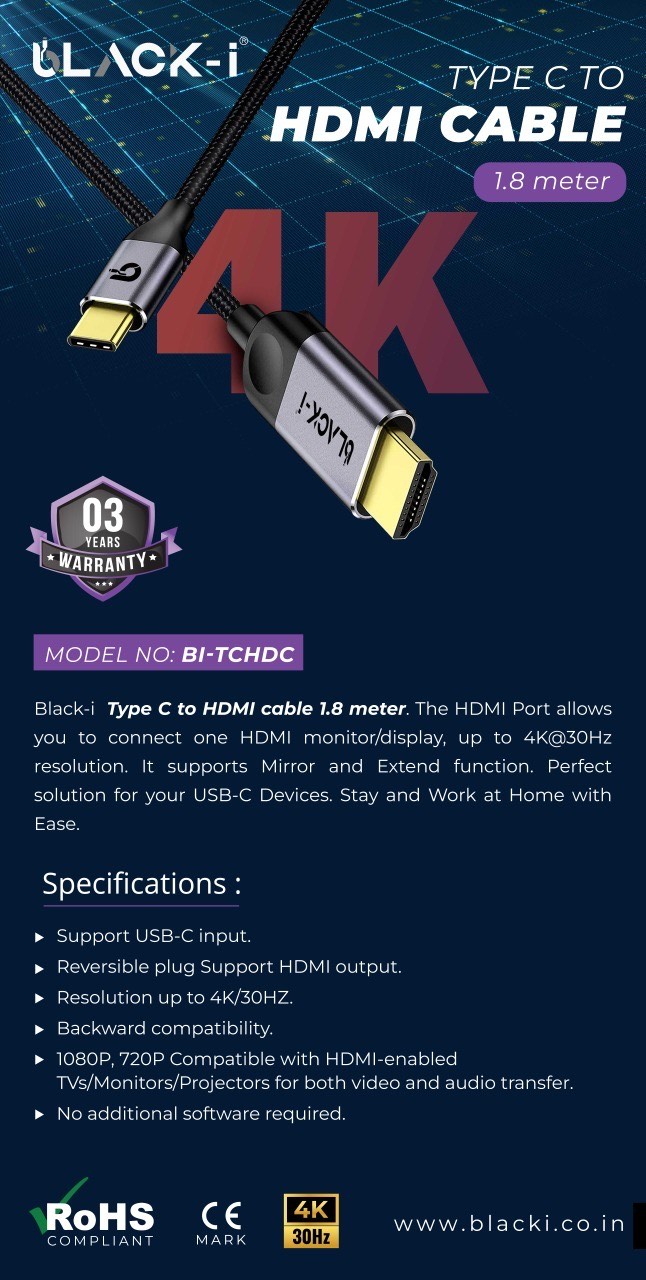 bLACK-i®
TYPE C TO
HDMI CABLE
1.8 meter
4K
bLACK-i
03
YEARS
WARRANTY
MODEL NO: BI-TCHDC
Black-i Type C to HDMI cable 1.8 meter. The HDMI Port allows
you to connect one HDMI monitor/display, up to 4K@30Hz
resolution. It supports Mirror and Extend function. Perfect
solution for your USB-C Devices. Stay and Work at Home with
Ease.
Specifications :
Support USB-C input.
Reversible plug Support HDMI output.
Resolution up to 4K/30HZ.
Backward compatibility.
1080P, 720P Compatible with HDMI-enabled
TVs/Monitors/Projectors for both video and audio transfer.
No additional software required.
RoHS
COMPLIANT
CE
MARK
4K
30Hz
www.blacki.co.in